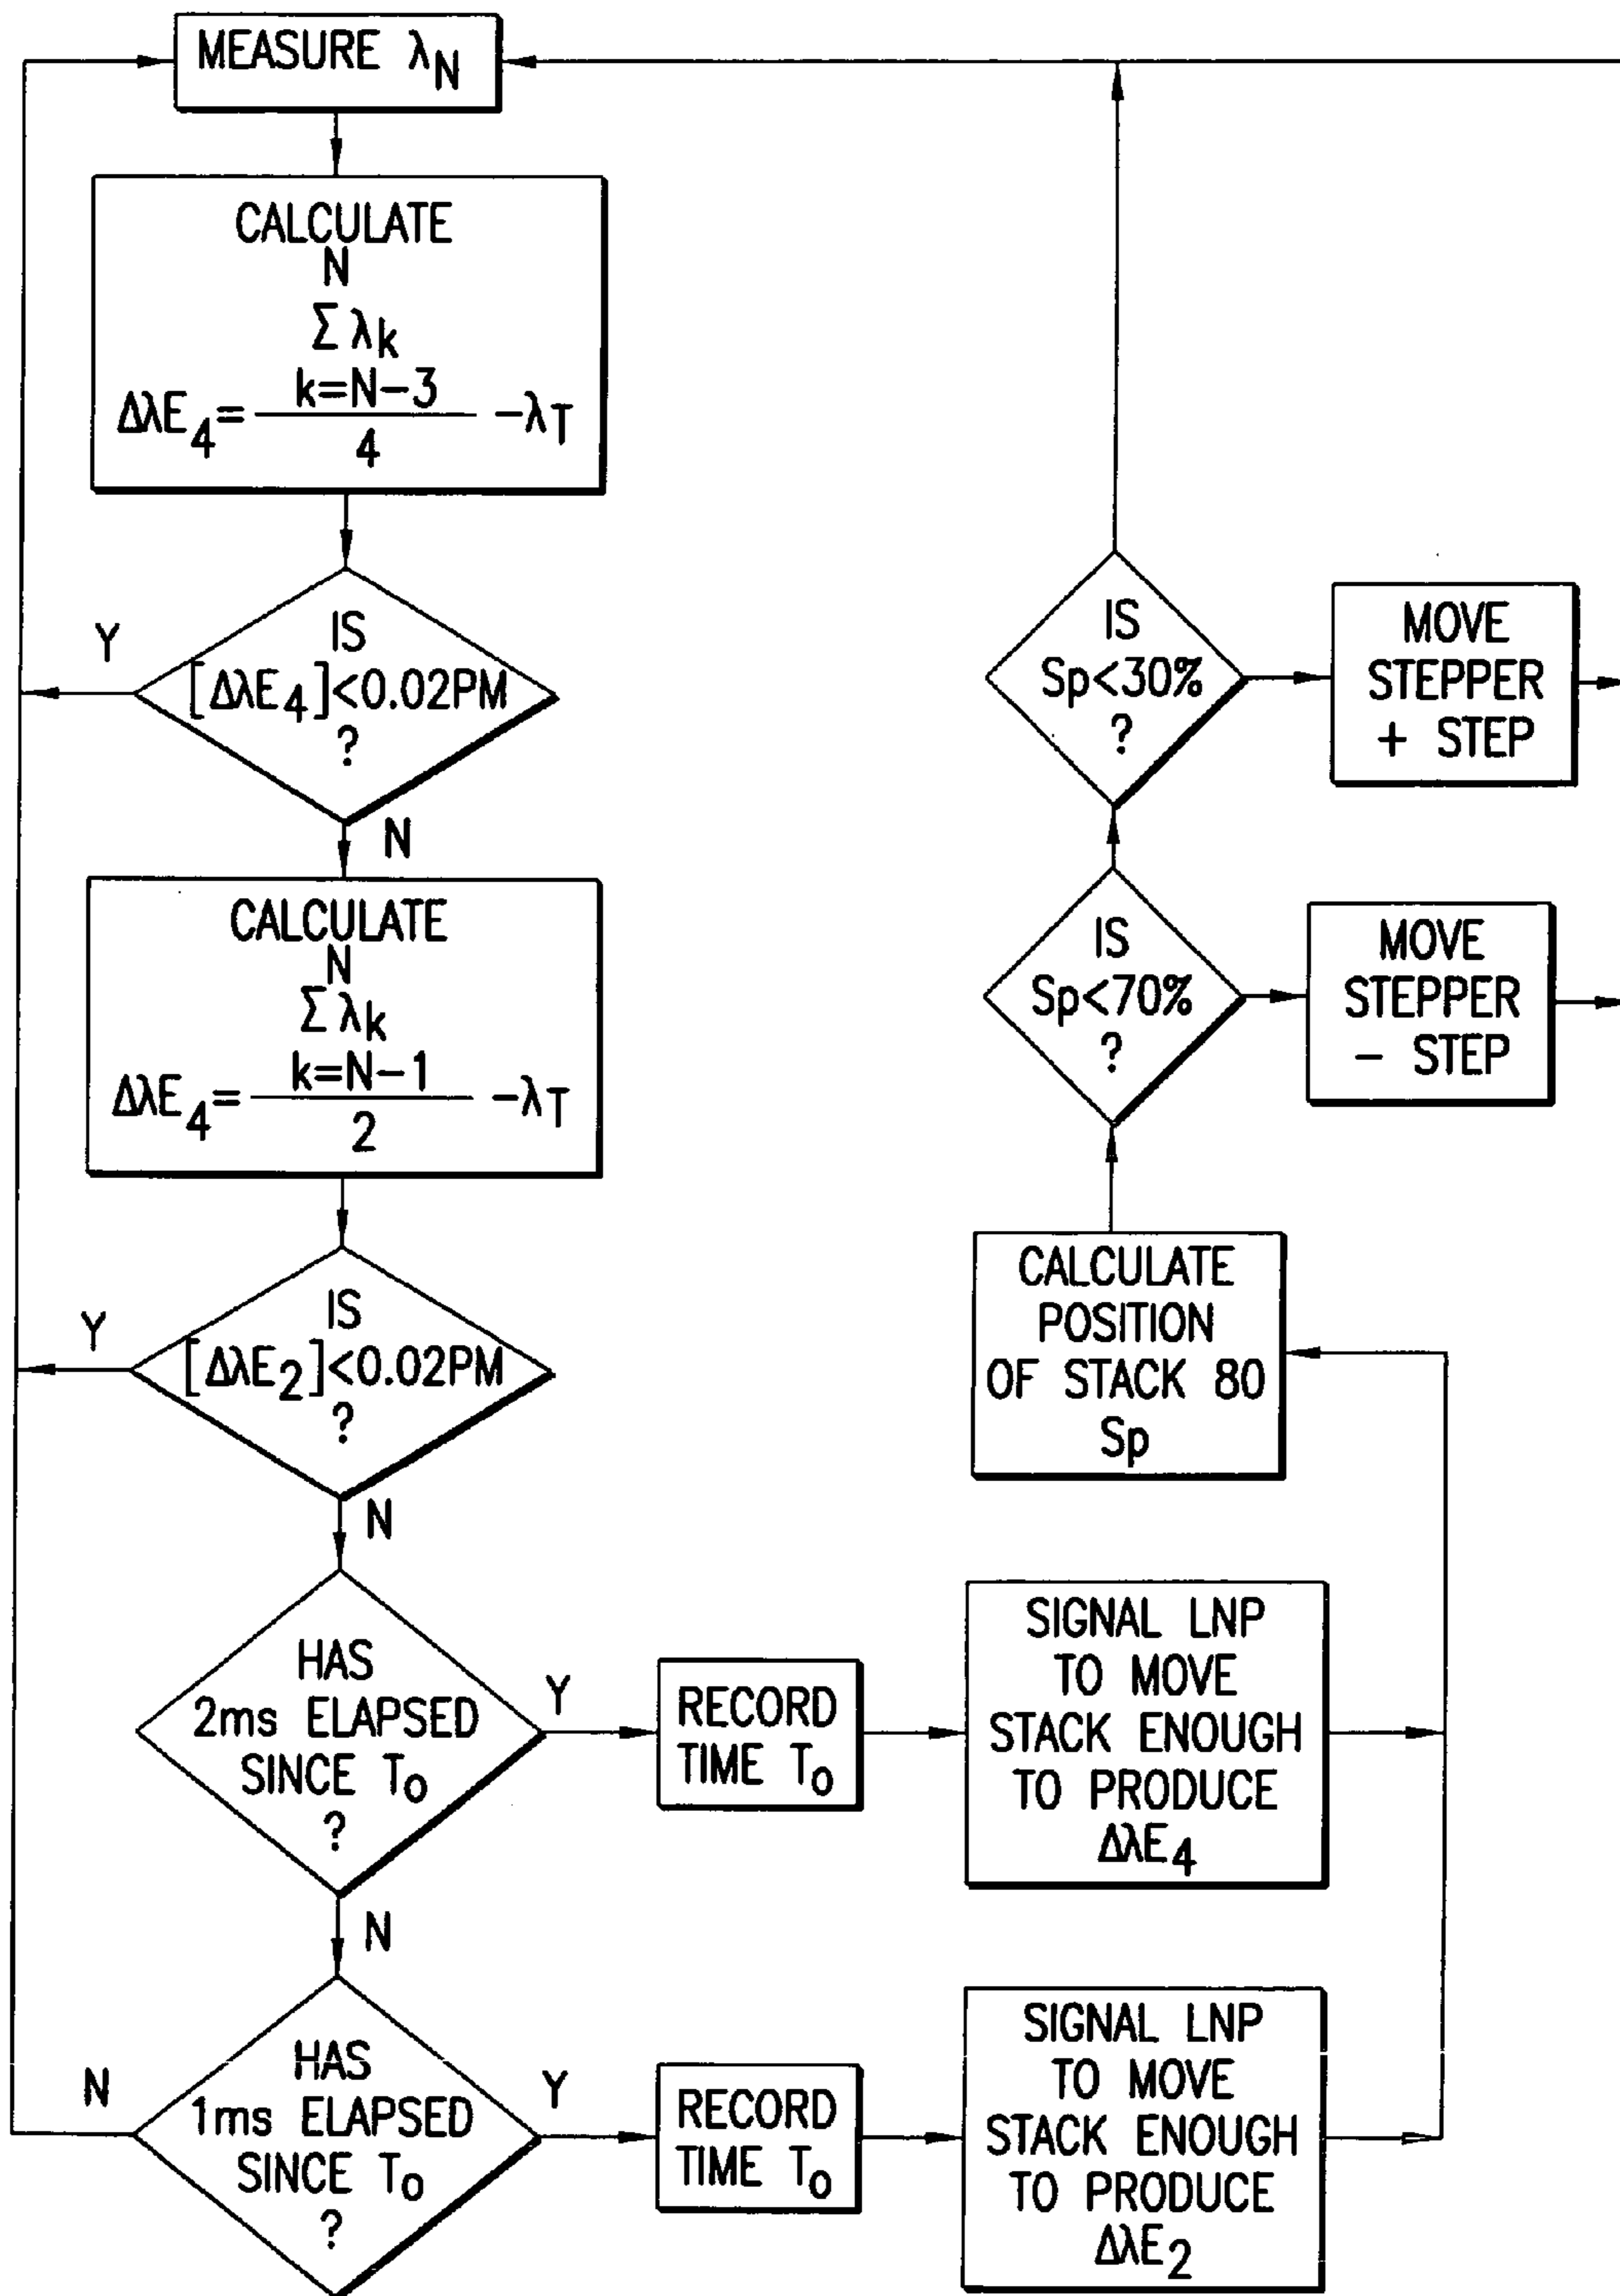 MEASURE λN
CALCULATE
N
Σ λk
k=N-3
ΔλE4= 4 -λT
IS
[ΔλE4]<0.02PM
?
Y
N
CALCULATE
N
Σ λk
k=N-1
ΔλE4= 2 -λT
IS
[ΔλE2]<0.02PM
?
Y
N
HAS
2ms ELAPSED
SINCE To
?
Y
N
RECORD
TIME To
SIGNAL LNP
TO MOVE
STACK ENOUGH
TO PRODUCE
ΔλE4
HAS
1ms ELAPSED
SINCE To
?
N
Y
RECORD
TIME To
SIGNAL LNP
TO MOVE
STACK ENOUGH
TO PRODUCE
ΔλE2
CALCULATE
POSITION
OF STACK 80
Sp
IS
Sp<70%
?
MOVE
STEPPER
- STEP
IS
Sp<30%
?
MOVE
STEPPER
+ STEP